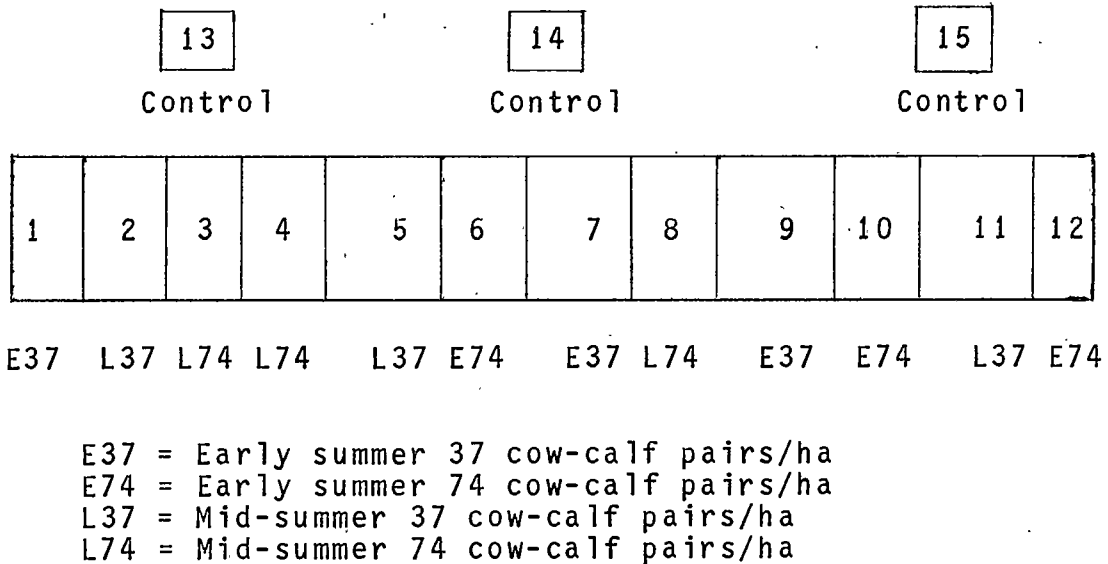 13 14 15
Control Control Control
1 2 3 4 5 6 7 8 9 10 11 12
E37 L37 L74 L74 L37 E74 E37 L74 E37 E74 L37 E74
E37 = Early summer 37 cow-calf pairs/ha
E74 = Early summer 74 cow-calf pairs/ha
L37 = Mid-summer 37 cow-calf pairs/ha
L74 = Mid-summer 74 cow-calf pairs/ha